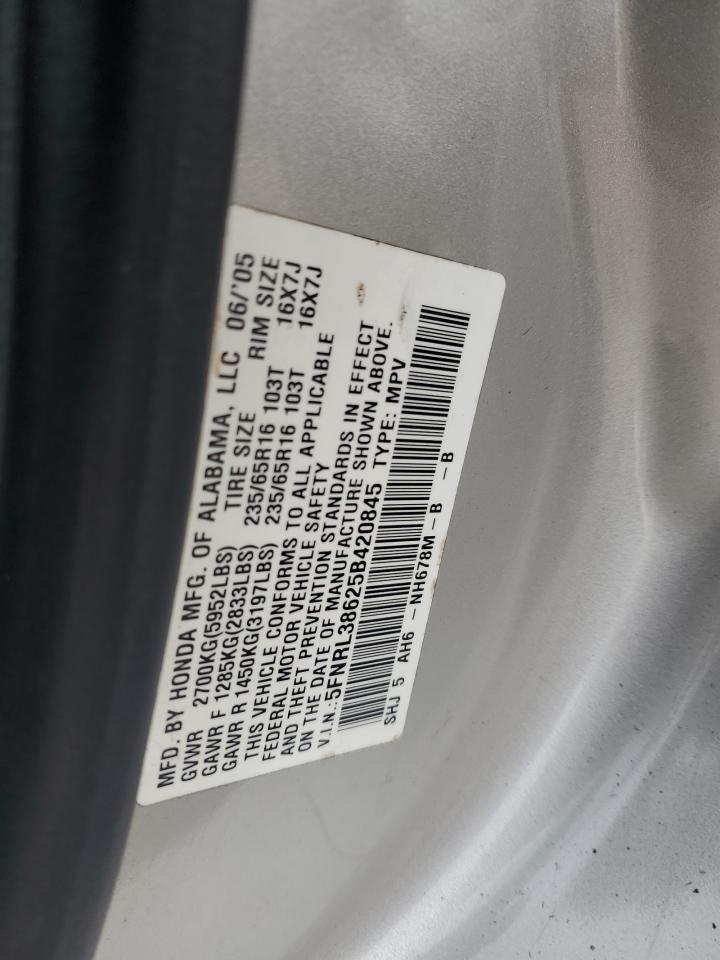 MFD. BY HONDA MFG. OF ALABAMA, LLC 06/'05
GVWR 2700KG(5952LBS) TIRE SIZE RIM SIZE
GAWR F 1285KG(2833LBS) 235/65R16 103T 16X7J
GAWR R 1450KG(3197LBS) 235/65R16 103T 16X7J
THIS VEHICLE CONFORMS TO ALL APPLICABLE
FEDERAL MOTOR VEHICLE SAFETY
AND THEFT PREVENTION STANDARDS IN EFFECT
ON THE DATE OF MANUFACTURE SHOWN ABOVE.
V.I.N.:5FNRL38625B420845 TYPE: MPV
SHJ 5 AH6 -NH678M-B -B